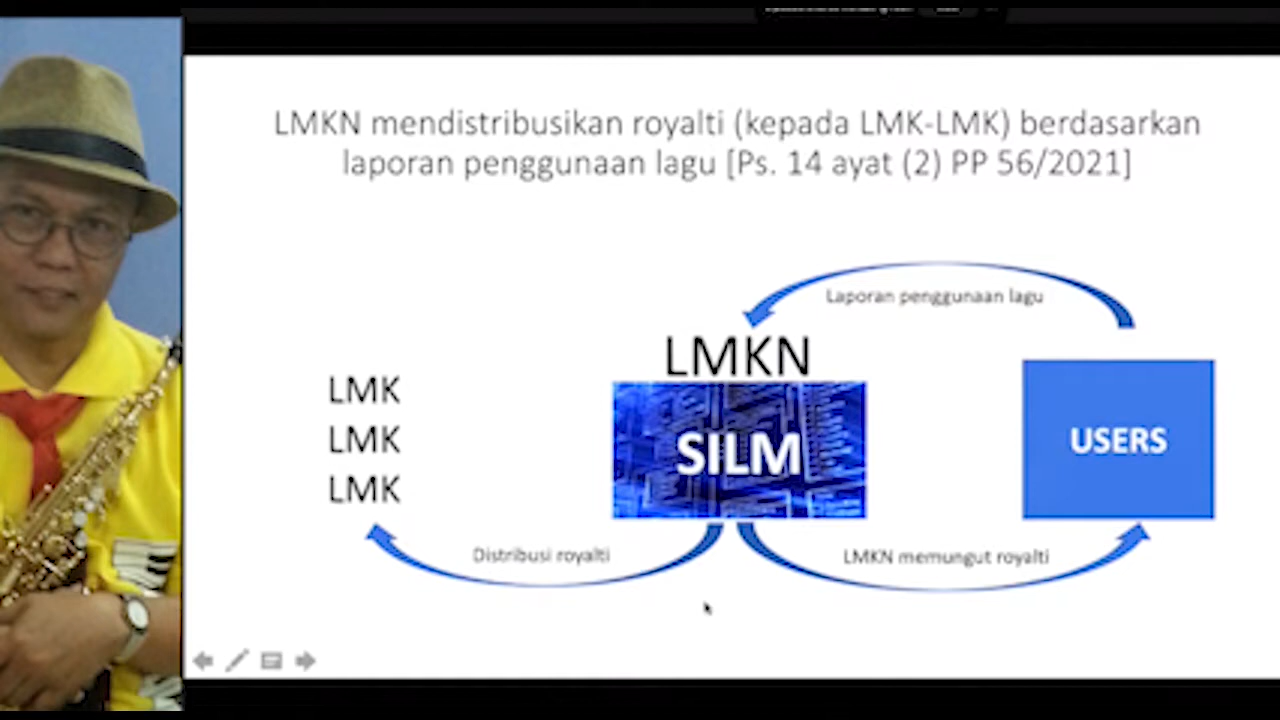 LMKN mendistribusikan royalti (kepada LMK-LMK) berdasarkan
laporan penggunaan lagu [Ps. 14 ayat (2) PP 56/2021]
Laporan penggunaan lagu
LMKN
SILM
USERS
LMK
LMK
LMK
Distribusi royalti
LMKN memungut royalti